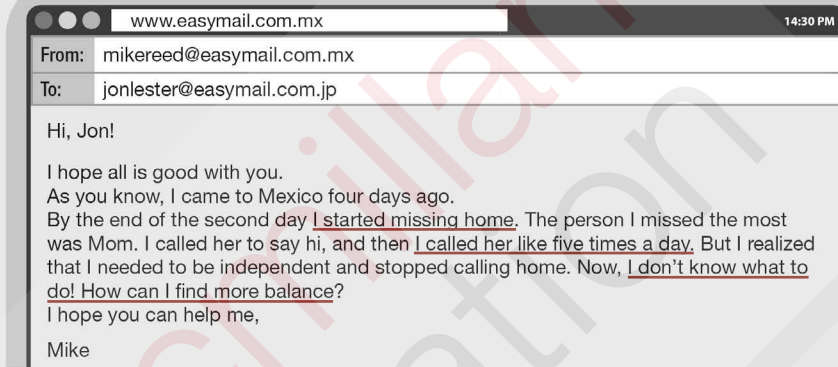 www.easymail.com.mx
14:30 PM
From: mikereed@easymail.com.mx
To: jonlester@easymail.com.jp
Hi, Jon!
I hope all is good with you.
As you know, I came to Mexico four days ago.
By the end of the second day I started missing home. The person I missed the most
was Mom. I called her to say hi, and then I called her like five times a day. But I realized
that I needed to be independent and stopped calling home. Now, I don't know what to
do! How can I find more balance?
I hope you can help me,
Mike